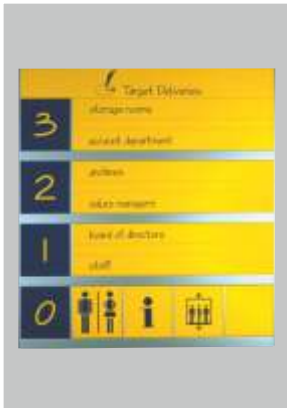 Target Deliveries
3
storage rooms
account department
2
archives
sales managers
1
board of directors
staff
0
i